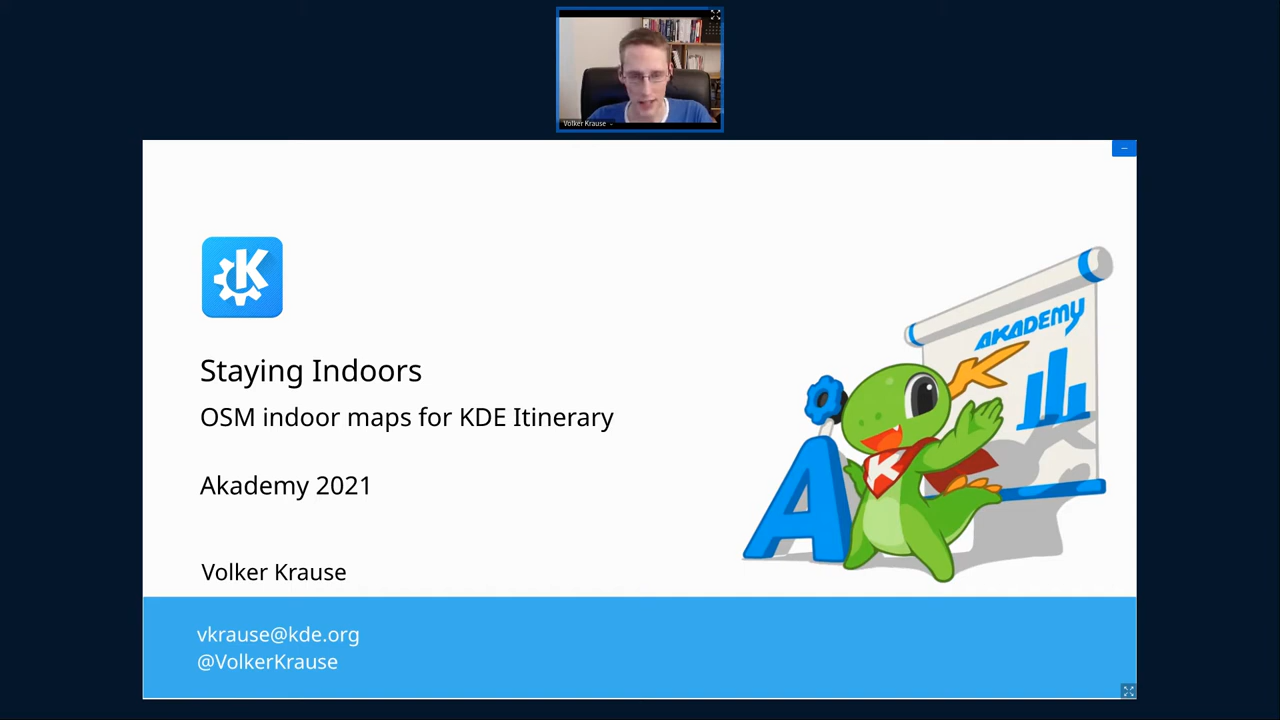 Volker Krause
Staying Indoors
OSM indoor maps for KDE Itinerary
Akademy 2021
Volker Krause
vkrause@kde.org
@VolkerKrause
AKADEMY
K
K
A
K